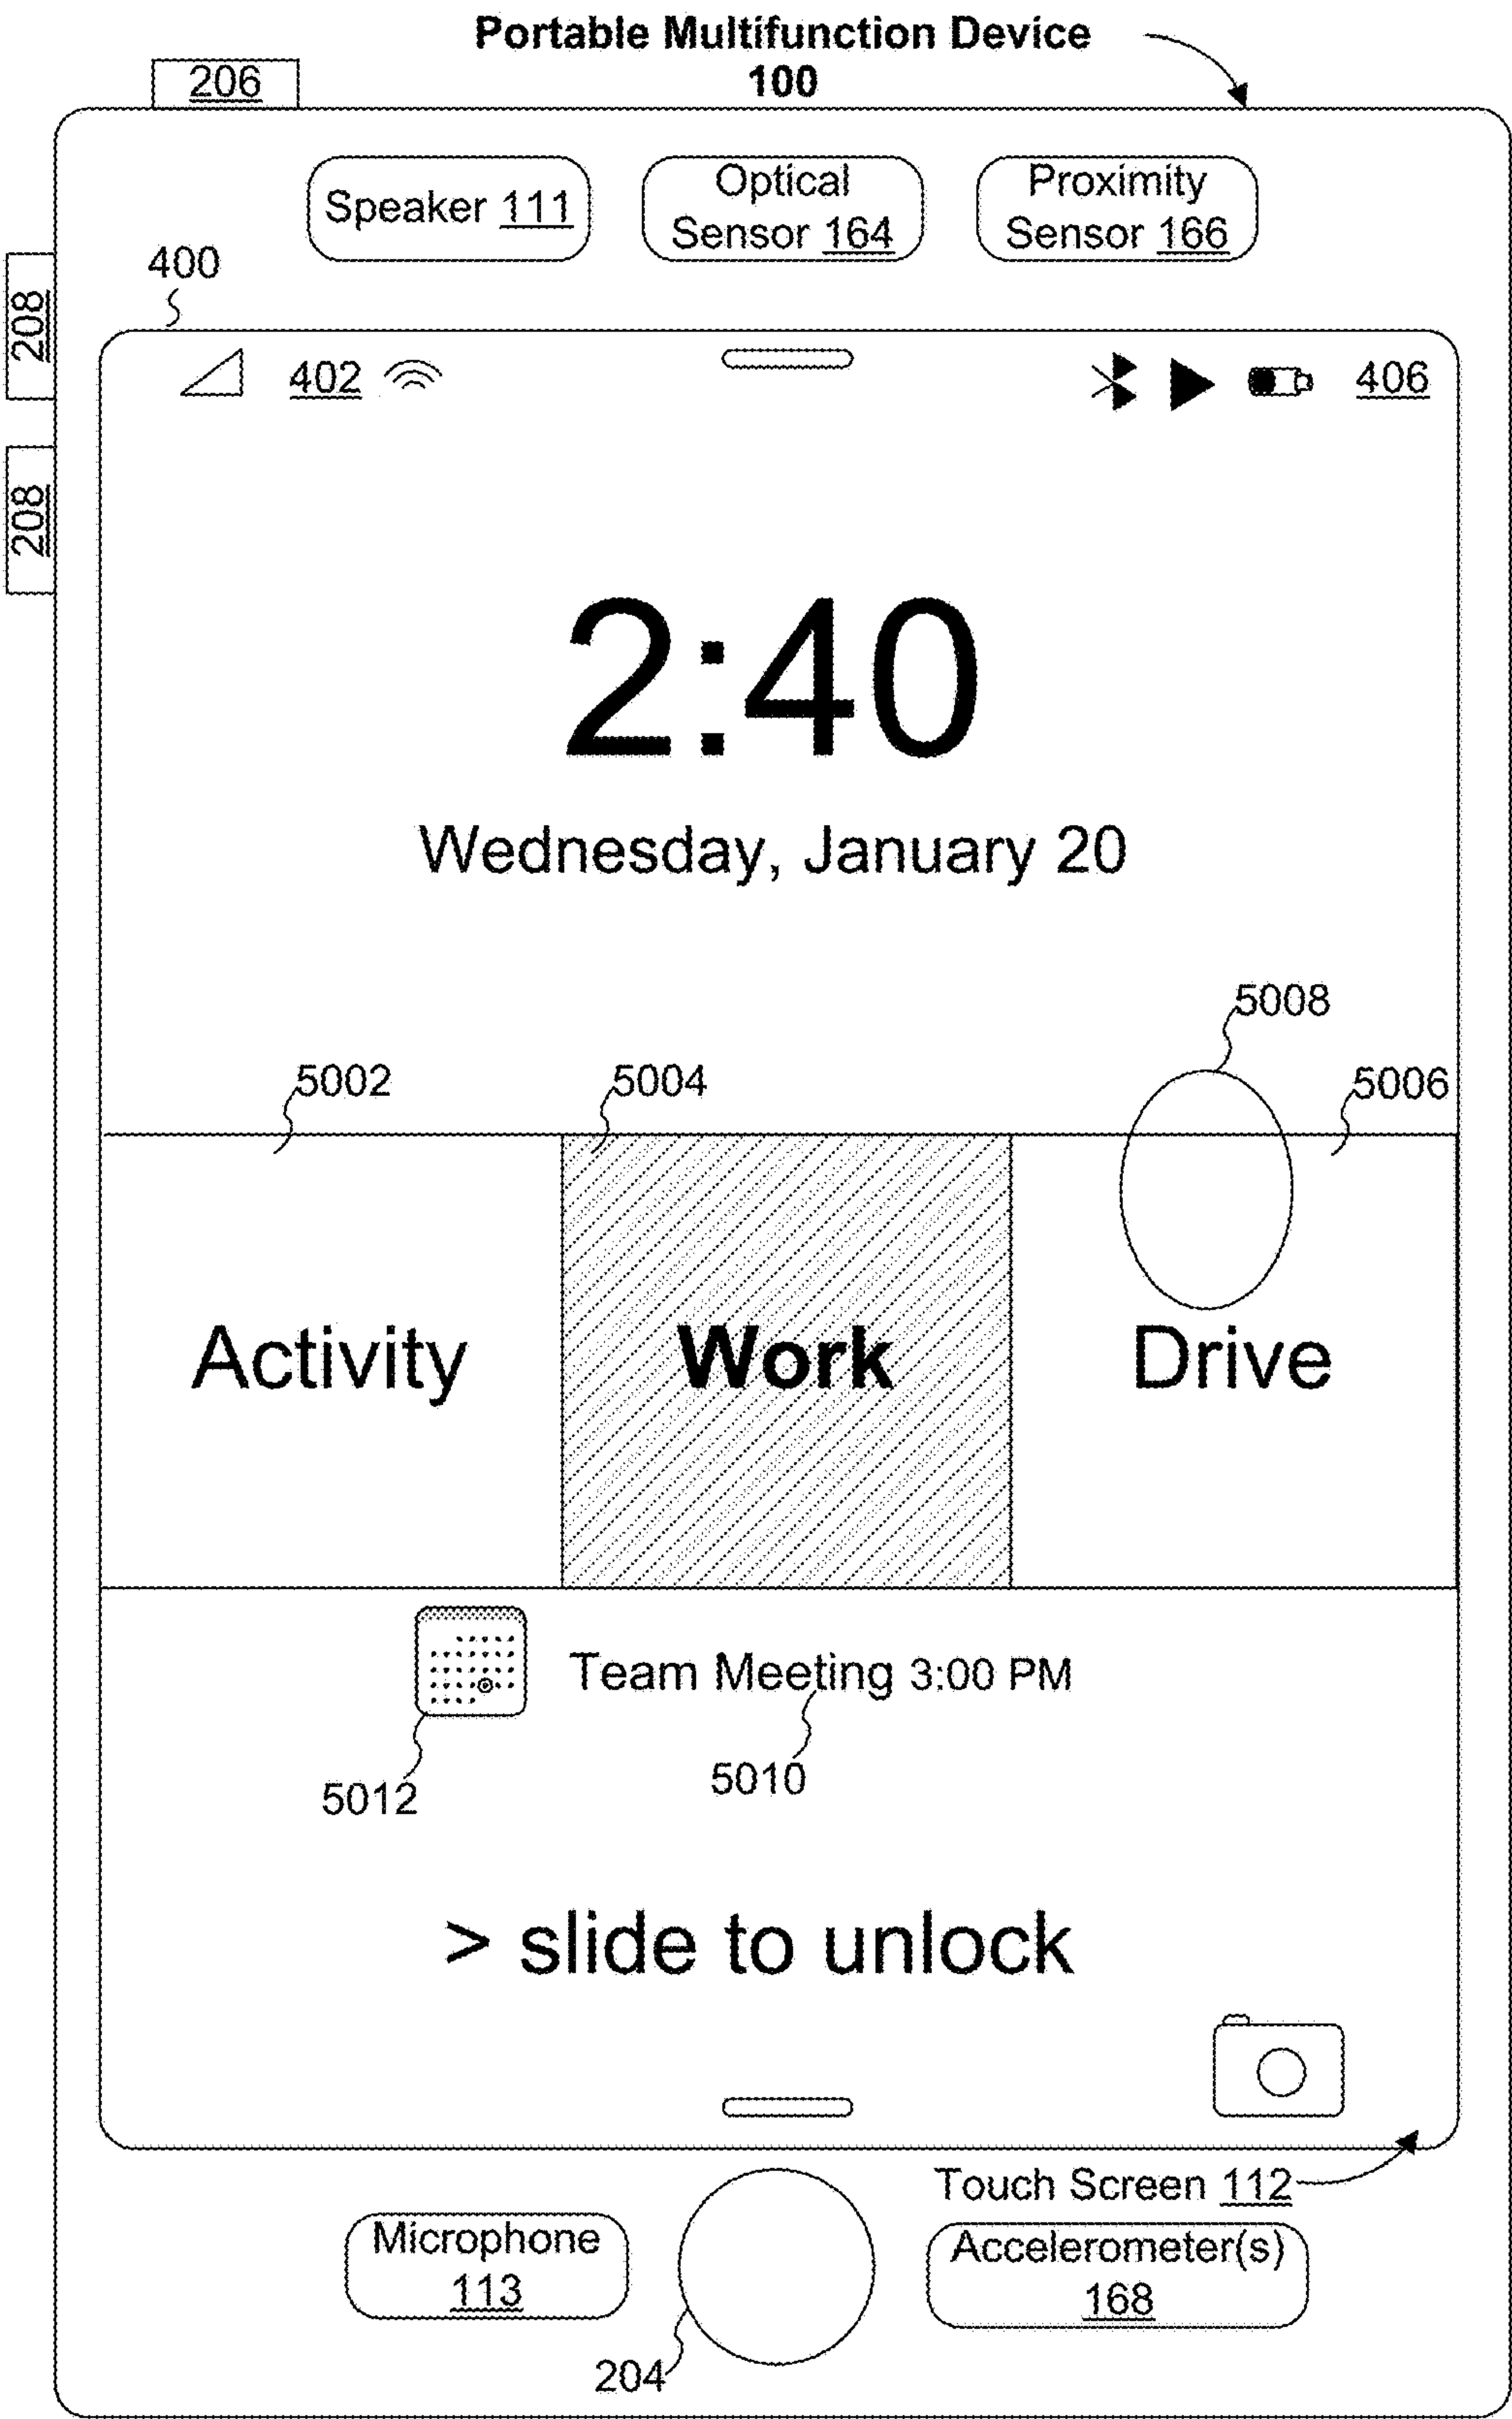 Portable Multifunction Device
100
206
Speaker 111
Optical
Sensor 164
Proximity
Sensor 166
400
208
402
406
208
2:40
Wednesday, January 20
5008
5002
5004
5006
Activity
Work
Drive
Team Meeting 3:00 PM
5012
5010
> slide to unlock
Touch Screen 112
Microphone
113
Accelerometer(s)
168
204